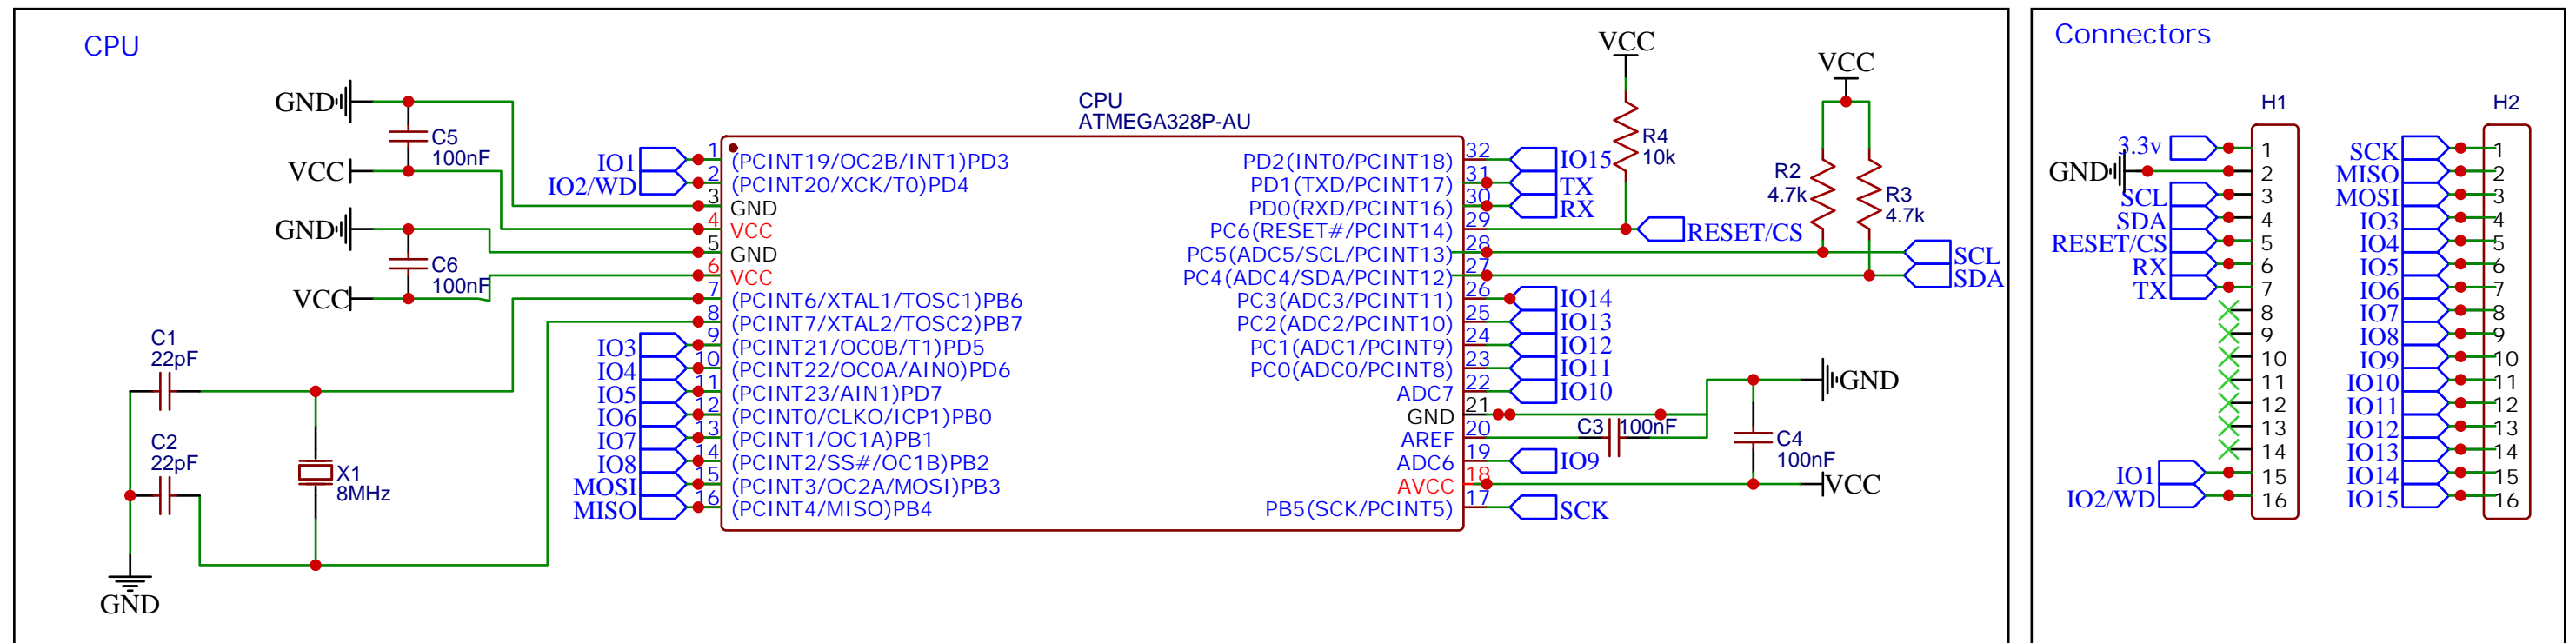 CPU
GND
C5
100nF
VCC
GND
C6
100nF
VCC
C1
22pF
C2
22pF
X1
8MHz
GND
CPU
ATMEGA328P-AU
IO1 1 (PCINT19/OC2B/INT1)PD3
IO2/WD 2 (PCINT20/XCK/T0)PD4
3 GND
4 VCC
5 GND
6 VCC
7 (PCINT6/XTAL1/TOSC1)PB6
8 (PCINT7/XTAL2/TOSC2)PB7
IO3 9 (PCINT21/OC0B/T1)PD5
IO4 10 (PCINT22/OC0A/AIN0)PD6
IO5 11 (PCINT23/AIN1)PD7
IO6 12 (PCINT0/CLKO/ICP1)PB0
IO7 13 (PCINT1/OC1A)PB1
IO8 14 (PCINT2/SS#/OC1B)PB2
MOSI 15 (PCINT3/OC2A/MOSI)PB3
MISO 16 (PCINT4/MISO)PB4
PD2(INT0/PCINT18) 32 IO15
PD1(TXD/PCINT17) 31 TX
PD0(RXD/PCINT16) 30 RX
PC6(RESET#/PCINT14) 29 RESET/CS
PC5(ADC5/SCL/PCINT13) 28 SCL
PC4(ADC4/SDA/PCINT12) 27 SDA
PC3(ADC3/PCINT11) 26 IO14
PC2(ADC2/PCINT10) 25 IO13
PC1(ADC1/PCINT9) 24 IO12
PC0(ADC0/PCINT8) 23 IO11
ADC7 22 IO10
GND 21
AREF 20
ADC6 19 IO9
AVCC 18
PB5(SCK/PCINT5) 17 SCK
VCC
R4
10k
VCC
R2
4.7k
R3
4.7k
GND
C3 100nF
C4
100nF
VCC
Connectors
H1
3.3v 1
GND 2
SCL 3
SDA 4
RESET/CS 5
RX 6
TX 7
8
9
10
11
12
13
14
IO1 15
IO2/WD 16
H2
SCK 1
MISO 2
MOSI 3
IO3 4
IO4 5
IO5 6
IO6 7
IO7 8
IO8 9
IO9 10
IO10 11
IO11 12
IO12 13
IO13 14
IO14 15
IO15 16